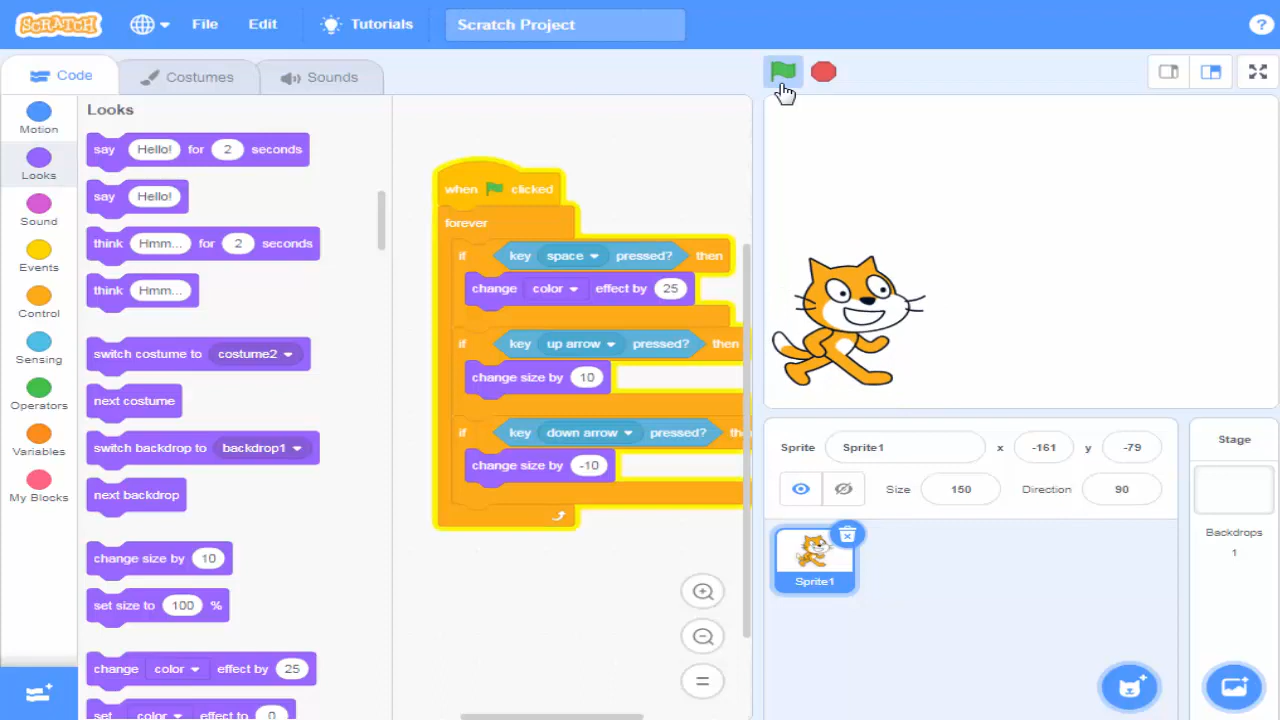 SCRATCH File Edit Tutorials Scratch Project ?
Code Costumes Sounds
Motion
Looks
Sound
Events
Control
Sensing
Operators
Variables
My Blocks
Looks
say Hello! for 2 seconds
say Hello!
think Hmm... for 2 seconds
think Hmm...
switch costume to costume2
next costume
switch backdrop to backdrop1
next backdrop
change size by 10
set size to 100 %
change color effect by 25
set color effect to 0
when clicked
forever
if key space pressed? then
change color effect by 25
if key up arrow pressed? then
change size by 10
if key down arrow pressed?
change size by -10
Sprite Sprite1 x -161 y -79
Size 150 Direction 90
Sprite1
Stage
Backdrops
1